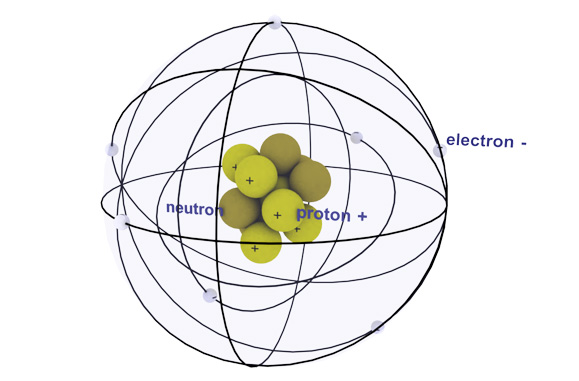 electron -
neutron
proton +
+
+
+
+
+